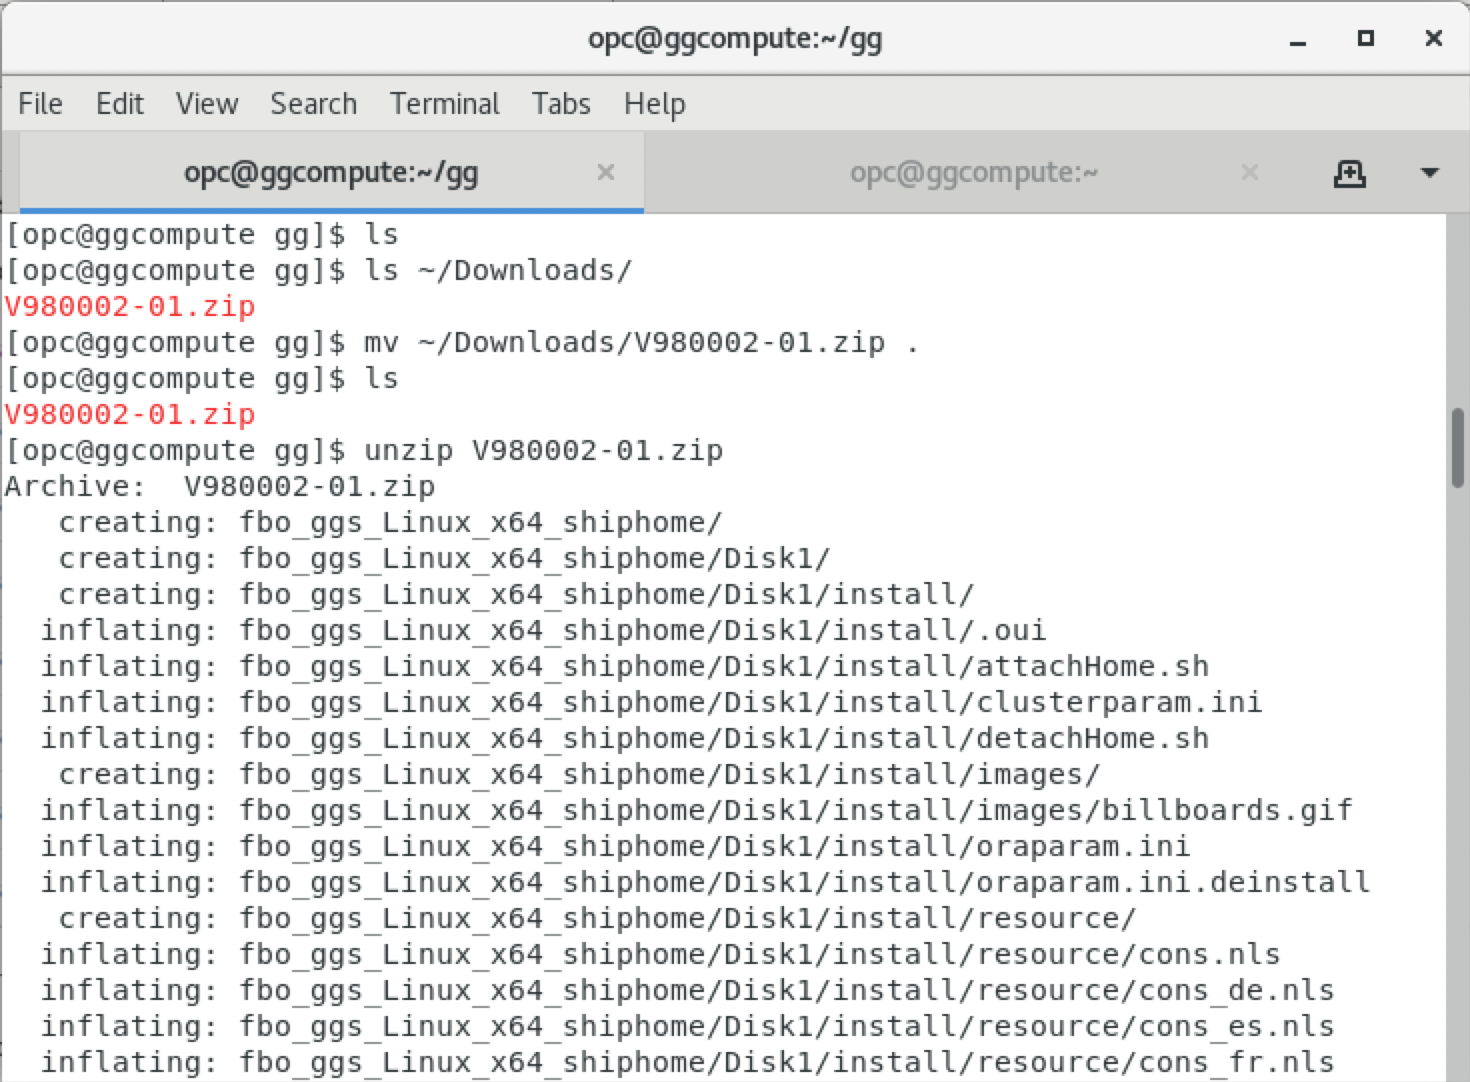 opc@ggcompute:~/gg
File Edit View Search Terminal Tabs Help
opc@ggcompute:~/gg opc@ggcompute:~
[opc@ggcompute gg]$ ls
[opc@ggcompute gg]$ ls ~/Downloads/
V980002-01.zip
[opc@ggcompute gg]$ mv ~/Downloads/V980002-01.zip .
[opc@ggcompute gg]$ ls
V980002-01.zip
[opc@ggcompute gg]$ unzip V980002-01.zip
Archive:  V980002-01.zip
   creating: fbo_ggs_Linux_x64_shiphome/
   creating: fbo_ggs_Linux_x64_shiphome/Disk1/
   creating: fbo_ggs_Linux_x64_shiphome/Disk1/install/
  inflating: fbo_ggs_Linux_x64_shiphome/Disk1/install/.oui
  inflating: fbo_ggs_Linux_x64_shiphome/Disk1/install/attachHome.sh
  inflating: fbo_ggs_Linux_x64_shiphome/Disk1/install/clusterparam.ini
  inflating: fbo_ggs_Linux_x64_shiphome/Disk1/install/detachHome.sh
   creating: fbo_ggs_Linux_x64_shiphome/Disk1/install/images/
  inflating: fbo_ggs_Linux_x64_shiphome/Disk1/install/images/billboards.gif
  inflating: fbo_ggs_Linux_x64_shiphome/Disk1/install/oraparam.ini
  inflating: fbo_ggs_Linux_x64_shiphome/Disk1/install/oraparam.ini.deinstall
   creating: fbo_ggs_Linux_x64_shiphome/Disk1/install/resource/
  inflating: fbo_ggs_Linux_x64_shiphome/Disk1/install/resource/cons.nls
  inflating: fbo_ggs_Linux_x64_shiphome/Disk1/install/resource/cons_de.nls
  inflating: fbo_ggs_Linux_x64_shiphome/Disk1/install/resource/cons_es.nls
  inflating: fbo_ggs_Linux_x64_shiphome/Disk1/install/resource/cons_fr.nls